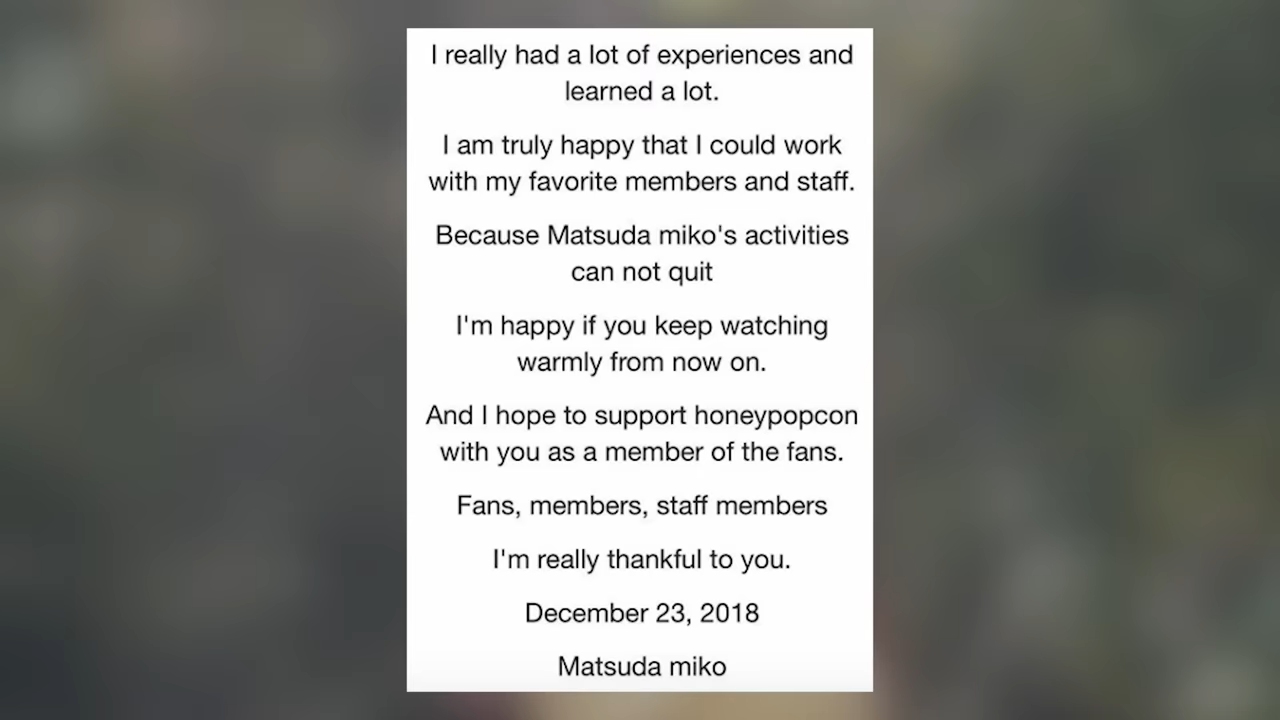 I really had a lot of experiences and
learned a lot.
I am truly happy that I could work
with my favorite members and staff.
Because Matsuda miko's activities
can not quit
I'm happy if you keep watching
warmly from now on.
And I hope to support honeypopcon
with you as a member of the fans.
Fans, members, staff members
I'm really thankful to you.
December 23, 2018
Matsuda miko